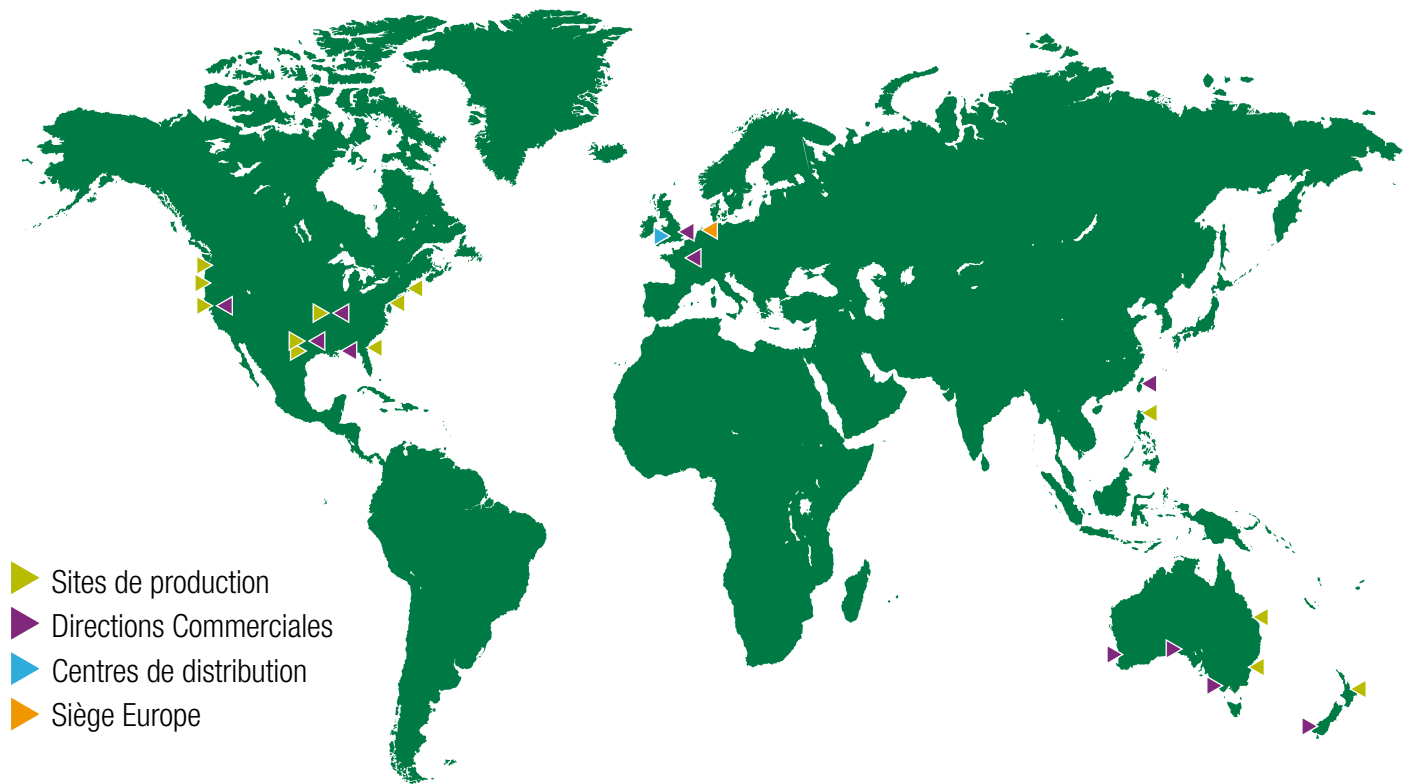 Sites de production
Directions Commerciales
Centres de distribution
Siège Europe